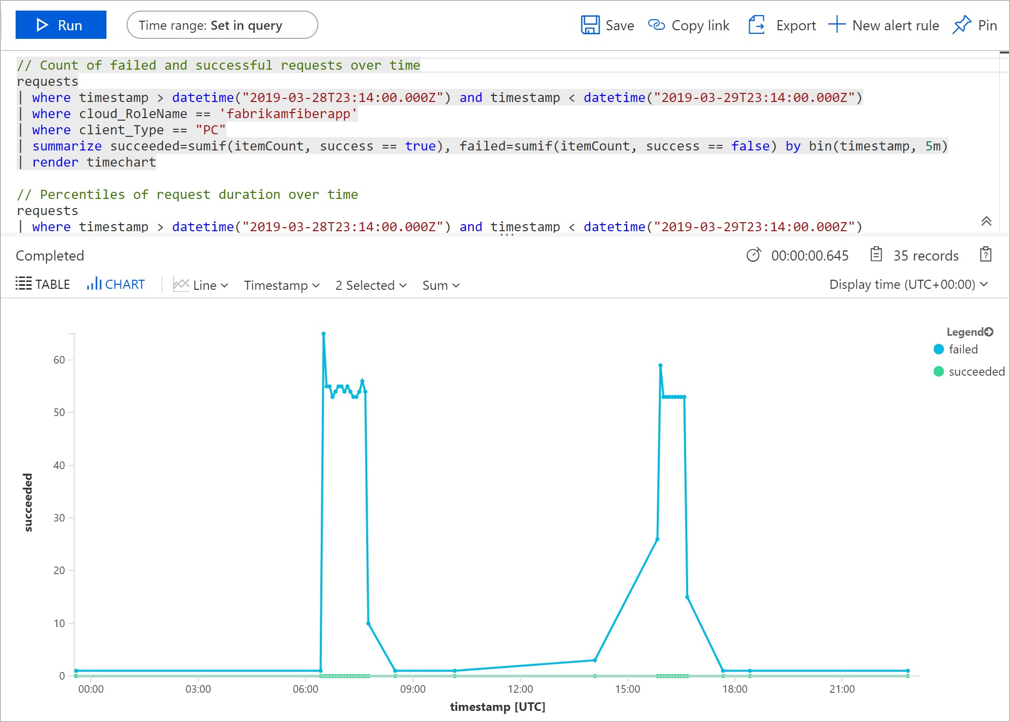 Run
Time range: Set in query
Save
Copy link
Export
New alert rule
Pin
// Count of failed and successful requests over time
requests
| where timestamp > datetime("2019-03-28T23:14:00.000Z") and timestamp < datetime("2019-03-29T23:14:00.000Z")
| where cloud_RoleName == 'fabrikamfiberapp'
| where client_Type == "PC"
| summarize succeeded=sumif(itemCount, success == true), failed=sumif(itemCount, success == false) by bin(timestamp, 5m)
| render timechart
// Percentiles of request duration over time
requests
| where timestamp > datetime("2019-03-28T23:14:00.000Z") and timestamp < datetime("2019-03-29T23:14:00.000Z")
Completed
00:00:00.645
35 records
TABLE
CHART
Line
Timestamp
2 Selected
Sum
Display time (UTC+00:00)
Legend
failed
succeeded
60
50
40
30
20
10
0
succeeded
00:00
03:00
06:00
09:00
12:00
15:00
18:00
21:00
timestamp [UTC]